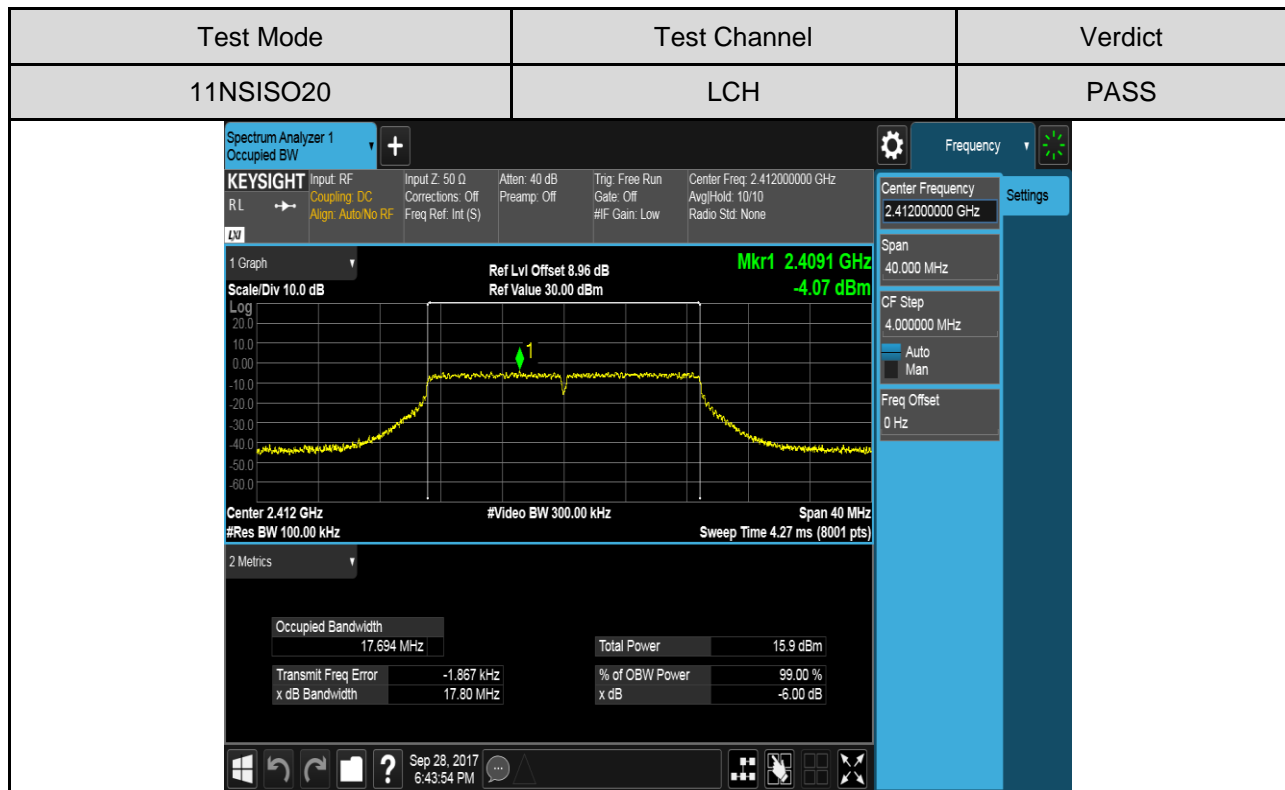 Test Mode Test Channel Verdict
11NSISO20 LCH PASS
Spectrum Analyzer 1
Occupied BW
+
Frequency
KEYSIGHT
RL
LXI
Input: RF
Coupling: DC
Align: Auto/No RF
Input Z: 50 Ω
Corrections: Off
Freq Ref: Int (S)
Atten: 40 dB
Preamp: Off
Trig: Free Run
Gate: Off
#IF Gain: Low
Center Freq: 2.412000000 GHz
Avg|Hold: 10/10
Radio Std: None
Center Frequency
2.412000000 GHz
Settings
Span
40.000 MHz
CF Step
4.000000 MHz
Auto
Man
Freq Offset
0 Hz
1 Graph
Scale/Div 10.0 dB
Ref Lvl Offset 8.96 dB
Ref Value 30.00 dBm
Mkr1 2.4091 GHz
-4.07 dBm
Log
20.0
10.0
0.00
-10.0
-20.0
-30.0
-40.0
-50.0
-60.0
1
Center 2.412 GHz #Video BW 300.00 kHz Span 40 MHz
#Res BW 100.00 kHz Sweep Time 4.27 ms (8001 pts)
2 Metrics
Occupied Bandwidth
17.694 MHz
Total Power 15.9 dBm
Transmit Freq Error -1.867 kHz % of OBW Power 99.00 %
x dB Bandwidth 17.80 MHz x dB -6.00 dB
?
Sep 28, 2017
6:43:54 PM